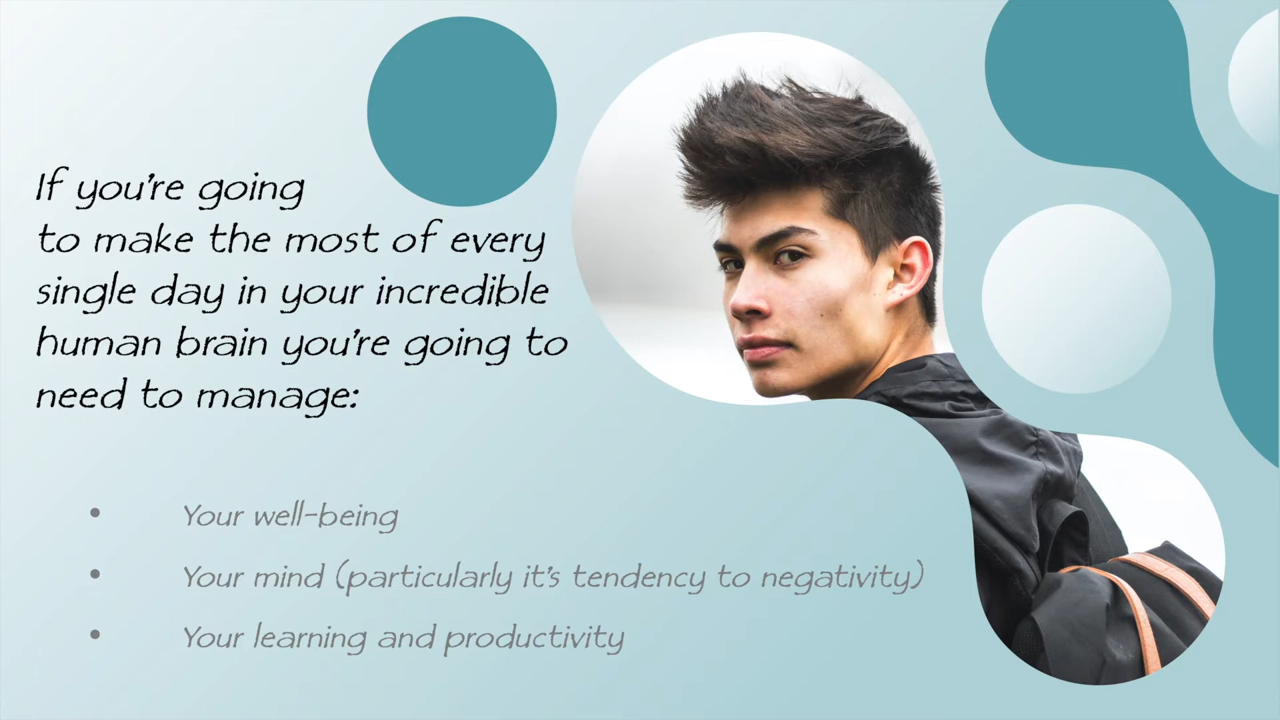 If you're going
to make the most of every
single day in your incredible
human brain you're going to
need to manage:
• Your well-being
• Your mind (particularly it's tendency to negativity)
• Your learning and productivity